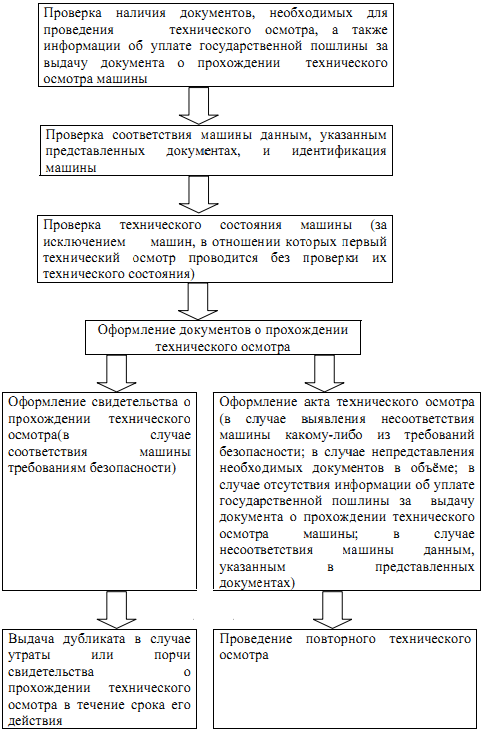 Проверка наличия документов, необходимых для
проведения технического осмотра, а также
информации об уплате государственной пошлины за
выдачу документа о прохождении технического
осмотра машины
Проверка соответствия машины данным, указанным
представленных документах, и идентификация
машины
Проверка технического состояния машины (за
исключением машин, в отношении которых первый
технический осмотр проводится без проверки их
технического состояния)
Оформление документов о прохождении
технического осмотра
Оформление свидетельства о
прохождении технического
осмотра(в случае
соответствия машины
требованиям безопасности)
Оформление акта технического осмотра
(в случае выявления несоответствия
машины какому-либо из требований
безопасности; в случае непредставления
необходимых документов в объёме; в
случае отсутствия информации об уплате
государственной пошлины за выдачу
документа о прохождении технического
осмотра машины; в случае
несоответствия машины данным,
указанным в представленных
документах)
Выдача дубликата в случае
утраты или порчи
свидетельства о
прохождении технического
осмотра в течение срока его
действия
Проведение повторного технического
осмотра